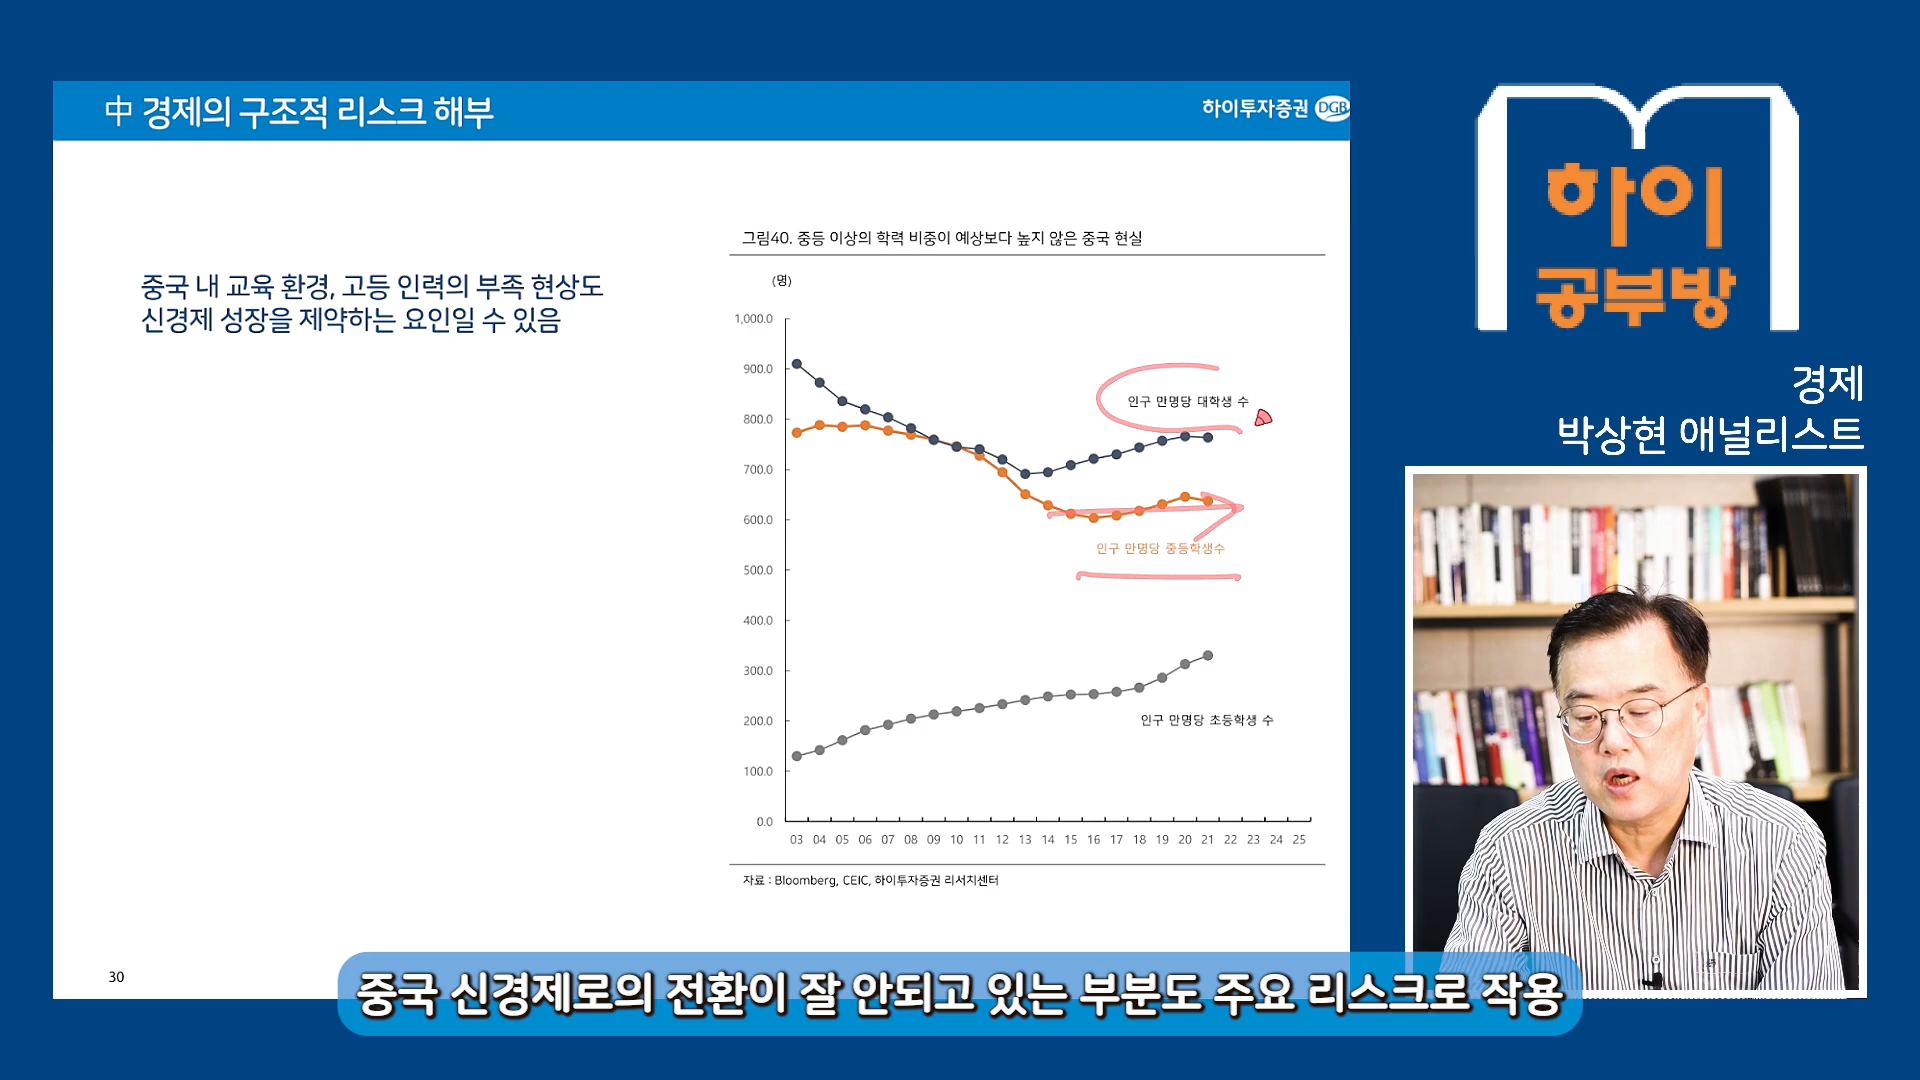 中 경제의 구조적 리스크 해부
하이투자증권 DGB
중국 내 교육 환경, 고등 인력의 부족 현상도
신경제 성장을 제약하는 요인일 수 있음
그림40. 중등 이상의 학력 비중이 예상보다 높지 않은 중국 현실
(명)
1,000.0
900.0
800.0
700.0
600.0
500.0
400.0
300.0
200.0
100.0
0.0
인구 만명당 대학생 수
인구 만명당 중등학생수
인구 만명당 초등학생 수
03 04 05 06 07 08 09 10 11 12 13 14 15 16 17 18 19 20 21 22 23 24 25
자료 : Bloomberg, CEIC, 하이투자증권 리서치센터
30
하이
공부방
경제
박상현 애널리스트
중국 신경제로의 전환이 잘 안되고 있는 부분도 주요 리스크로 작용